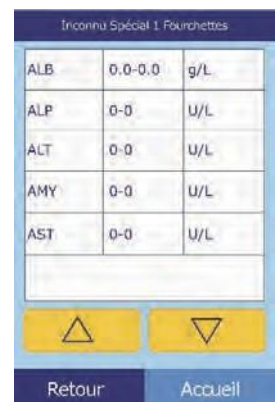 Inconnu Spécial 1 Fourchettes
ALB 0.0-0.0 g/L
ALP 0-0 U/L
ALT 0-0 U/L
AMY 0-0 U/L
AST 0-0 U/L
Retour Accueil